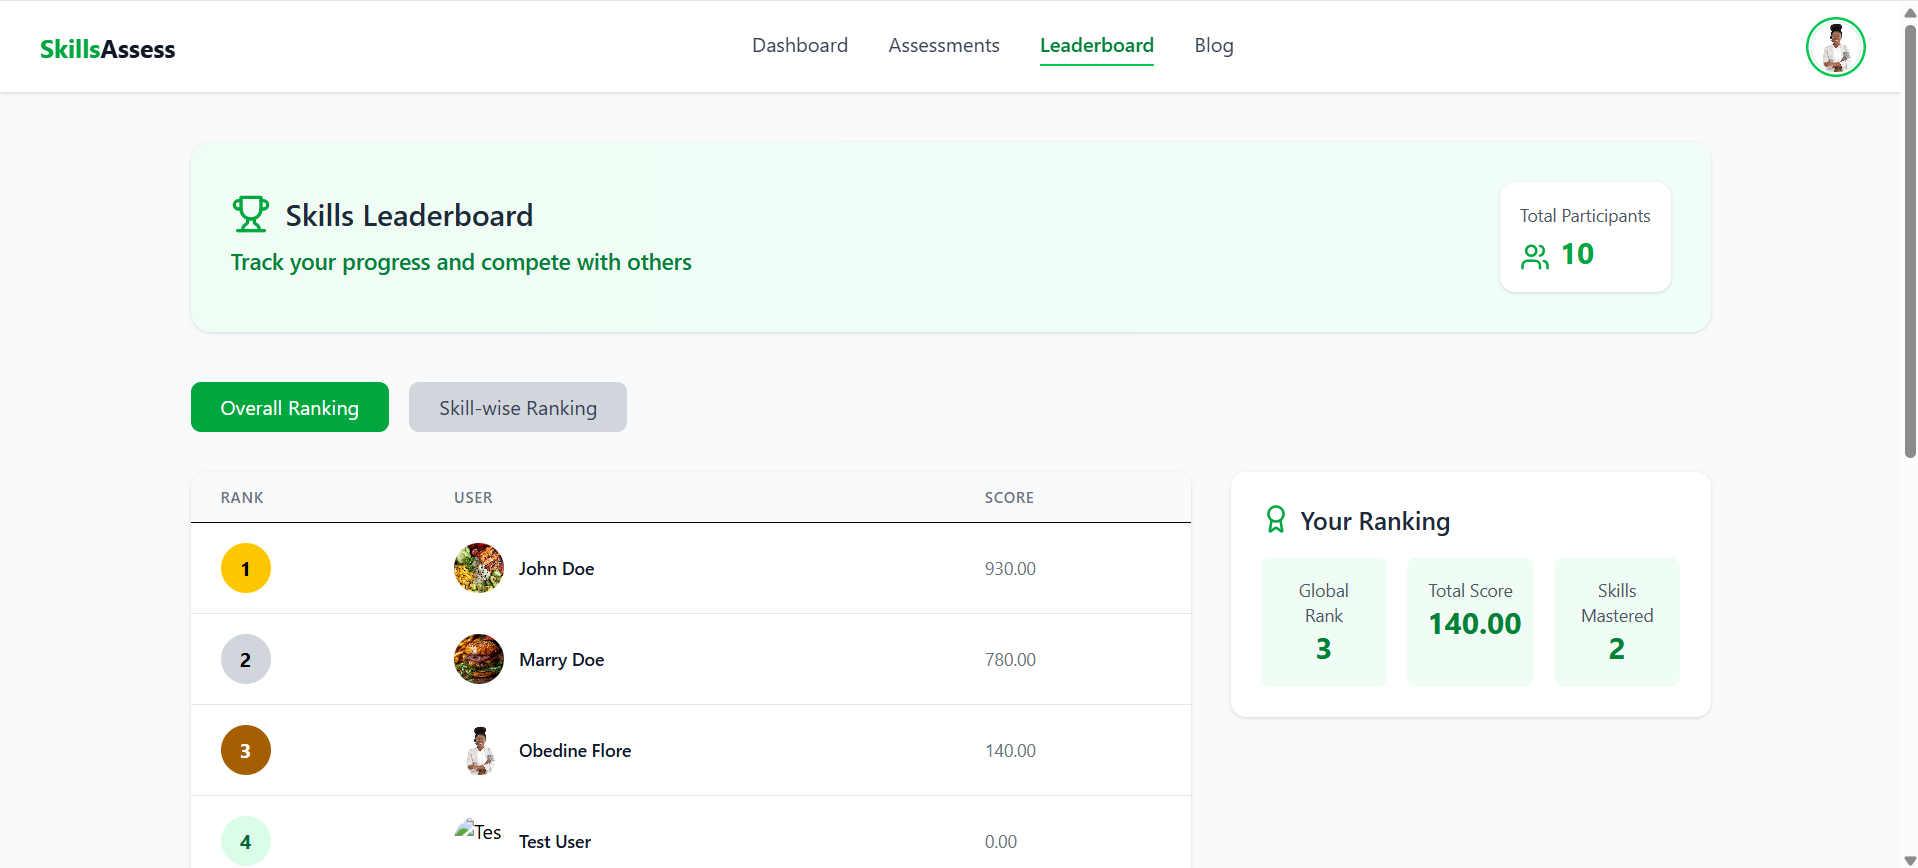 SkillsAssess
Dashboard Assessments Leaderboard Blog
Skills Leaderboard
Track your progress and compete with others
Total Participants
10
Overall Ranking Skill-wise Ranking
RANK USER SCORE
1 John Doe 930.00
2 Marry Doe 780.00
3 Obedine Flore 140.00
4 Tes Test User 0.00
Your Ranking
Global
Rank
3
Total Score
140.00
Skills
Mastered
2